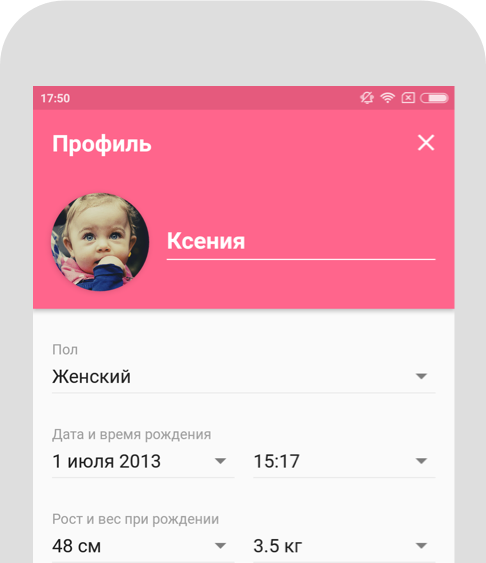 17:50
Профиль
Ксения
Пол
Женский
Дата и время рождения
1 июля 2013 15:17
Рост и вес при рождении
48 см 3.5 кг